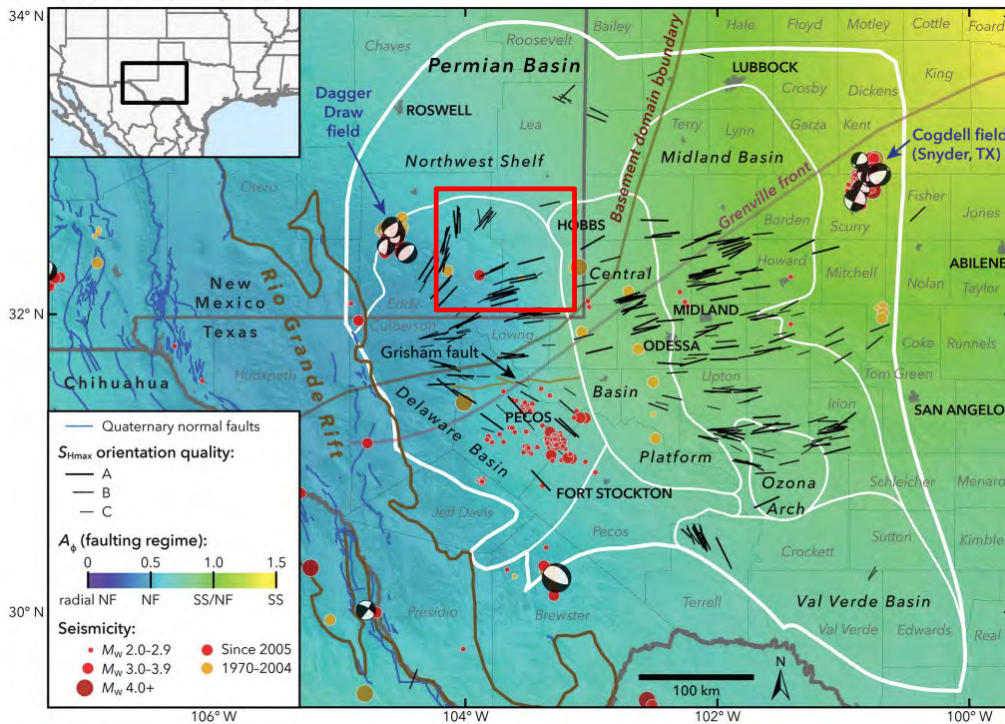 34° N
32° N
30° N
106°W
104°W
102°W
100°W
Chaves
Roosevelt
Bailey
Hale
Floyd
Motley
Cottle
Foard
Permian Basin
LUBBOCK
King
Dagger
Draw
field
ROSWELL
Crosby
Dickens
Lea
Terry
Lynn
Garza
Kent
Cogdell field
(Snyder, TX)
Northwest Shelf
Midland Basin
Basement domain boundary
Grenville front
Otero
Fisher
Jones
HOBBS
Borden
Scurry
Howard
ABILENE
Central
Mitchell
Nolan
Taylor
New
Mexico
Eddy
Texas
Culberson
Loving
MIDLAND
Rio Grande Rift
Grisham fault
ODESSA
Coke
Runnels
Chihuahua
Hudspeth
Upton
Tom Green
Basin
Irion
SAN ANGELO
PECOS
Delaware Basin
Platform
Ozona
Arch
Schleicher
Menard
FORT STOCKTON
Jeff Davis
Pecos
Sutton
Crockett
Kimble
Presidio
Brewster
Terrell
Val Verde Basin
Val Verde
Edwards
Real
Quaternary normal faults
SHmax orientation quality:
A
B
C
Aϕ (faulting regime):
0
0.5
1.0
1.5
radial NF
NF
SS/NF
SS
Seismicity:
Mw 2.0-2.9
Since 2005
Mw 3.0-3.9
1970-2004
Mw 4.0+
N
100 km